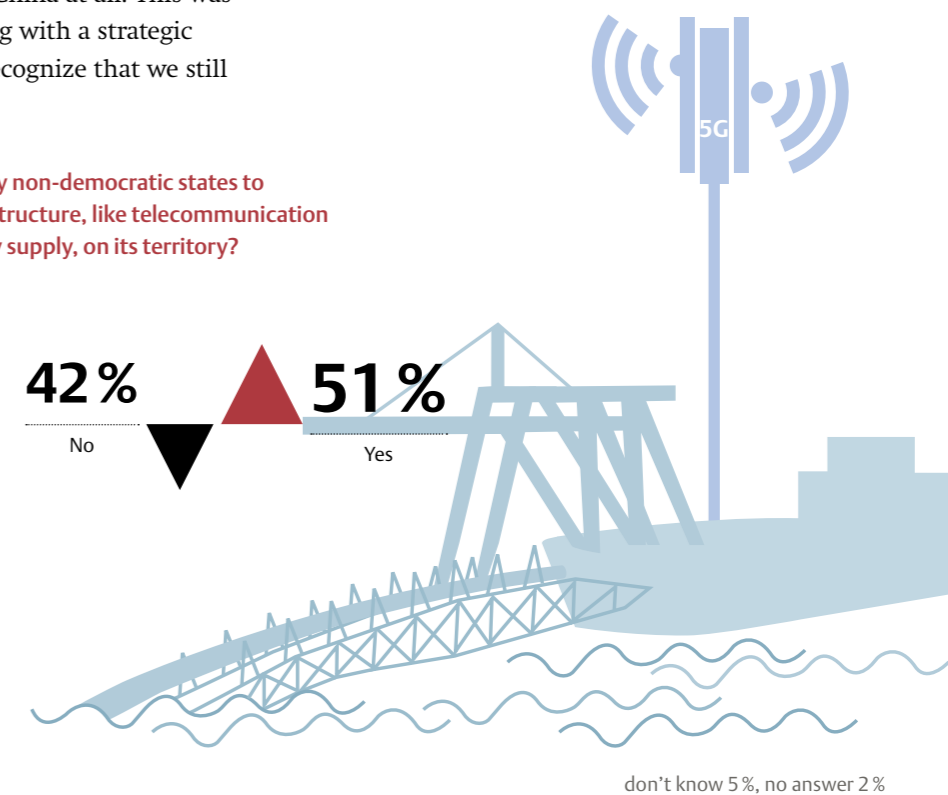 g with a strategic
cognize that we still
5G
y non-democratic states to
tructure, like telecommunication
supply, on its territory?
42 %
51 %
No
Yes
don't know 5 %, no answer 2 %